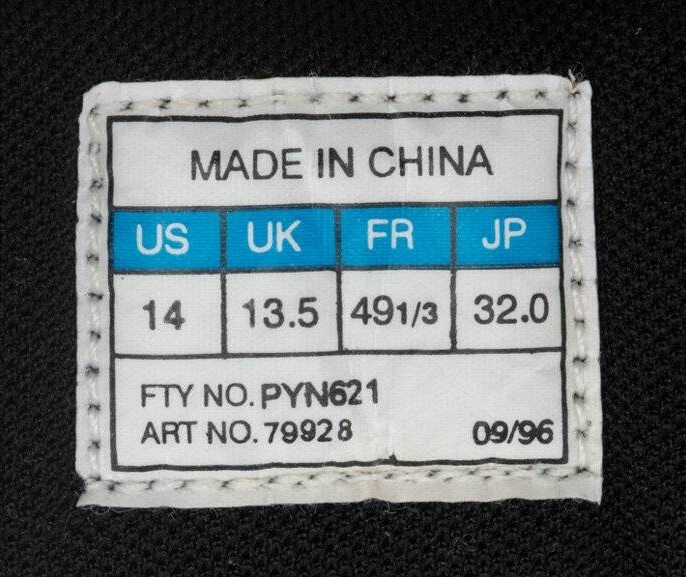 MADE IN CHINA
US UK FR JP
14 13.5 491/3 32.0
FTY NO. PYN621
ART NO. 79928 09/96